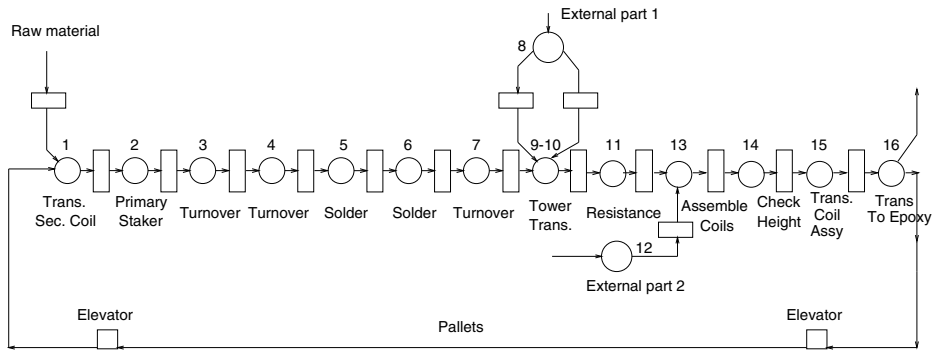 External part 1
Raw material
8
1 2 3 4 5 6 7 9-10 11 13 14 15 16
Trans.
Sec. Coil
Primary
Staker
Turnover
Turnover
Solder
Solder
Turnover
Tower
Trans.
Resistance
Assemble
Coils
Check
Height
Trans.
Coil
Assy
Trans
To Epoxy
12
External part 2
Elevator
Pallets
Elevator